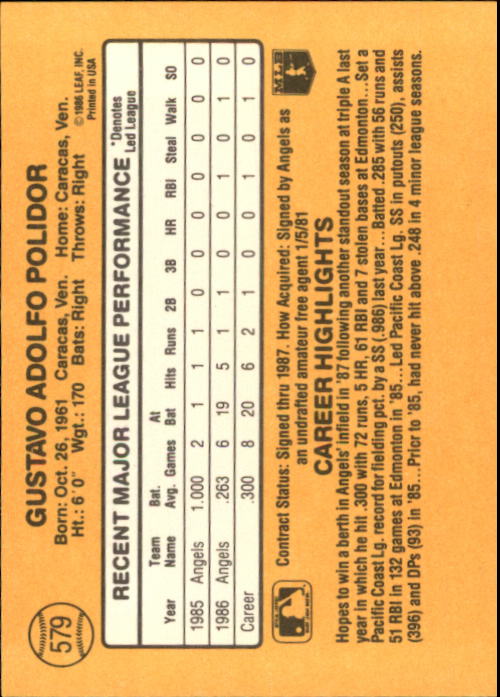 579
GUSTAVO ADOLFO POLIDOR
Born: Oct. 26, 1961 Caracas, Ven. Home: Caracas, Ven.
Ht.: 6' 0" Wgt.: 170 Bats: Right Throws: Right
© 1986 LEAF, INC.
Printed in USA
RECENT MAJOR LEAGUE PERFORMANCE *Denotes Led League
Year Team Name Bat. Avg. Games At Bat Hits Runs 2B 3B HR RBI Steal Walk SO
1985 Angels 1.000 2 1 1 1 0 0 0 0 0 0 0
1986 Angels .263 6 19 5 1 1 0 0 1 0 1 0
Career .300 8 20 6 2 1 0 0 1 0 1 0
Contract Status: Signed thru 1987. How Acquired: Signed by Angels as
an undrafted amateur free agent 1/5/81
MLB
CAREER HIGHLIGHTS
Hopes to win a berth in Angels' infield in '87 following another standout season at triple A last
year in which he hit .300 with 72 runs, 5 HR, 61 RBI and 7 stolen bases at Edmonton...Set a
Pacific Coast Lg. record for fielding pct. by a SS (.986) last year...Batted .285 with 56 runs and
51 RBI in 132 games at Edmonton in '85...Led Pacific Coast Lg. SS in putouts (250), assists
(396) and DPs (93) in '85...Prior to '85, had never hit above .248 in 4 minor league seasons.